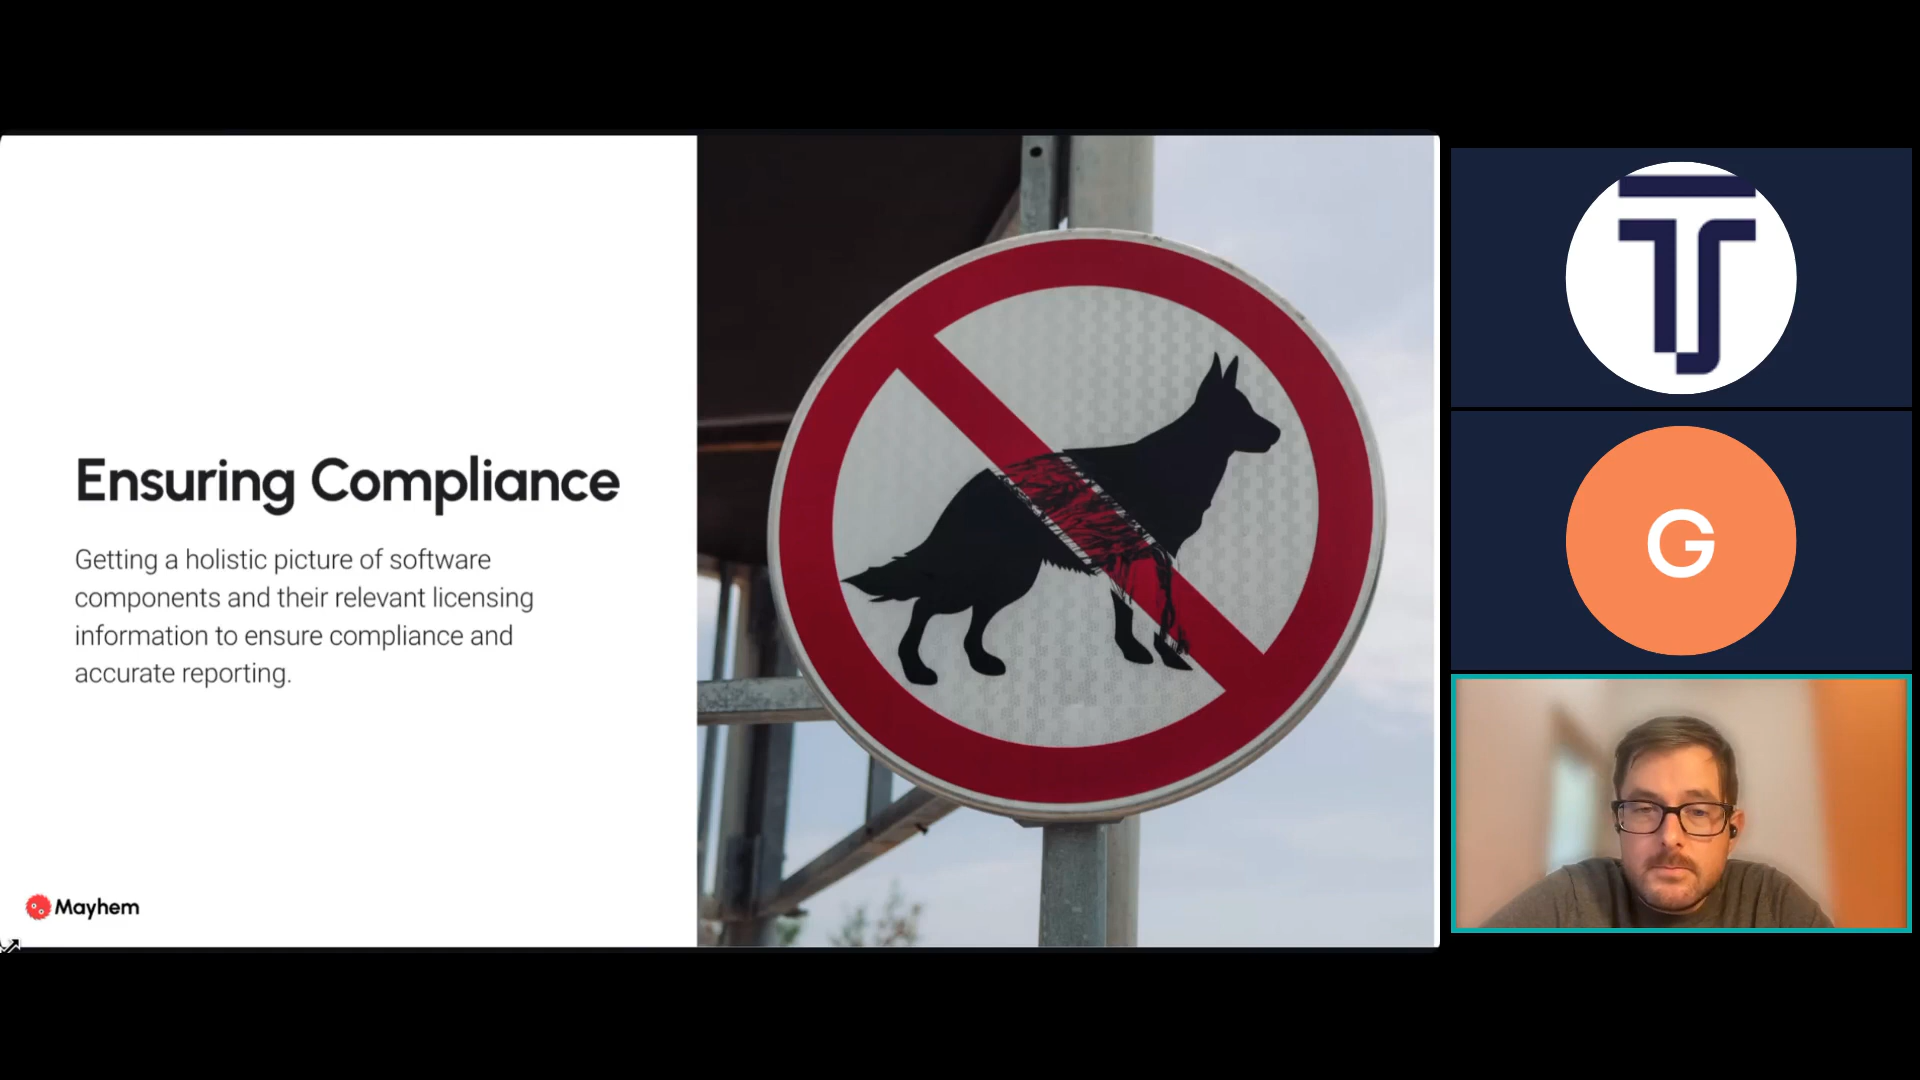 Ensuring Compliance
Getting a holistic picture of software
components and their relevant licensing
information to ensure compliance and
accurate reporting.
Mayhem
TS
G